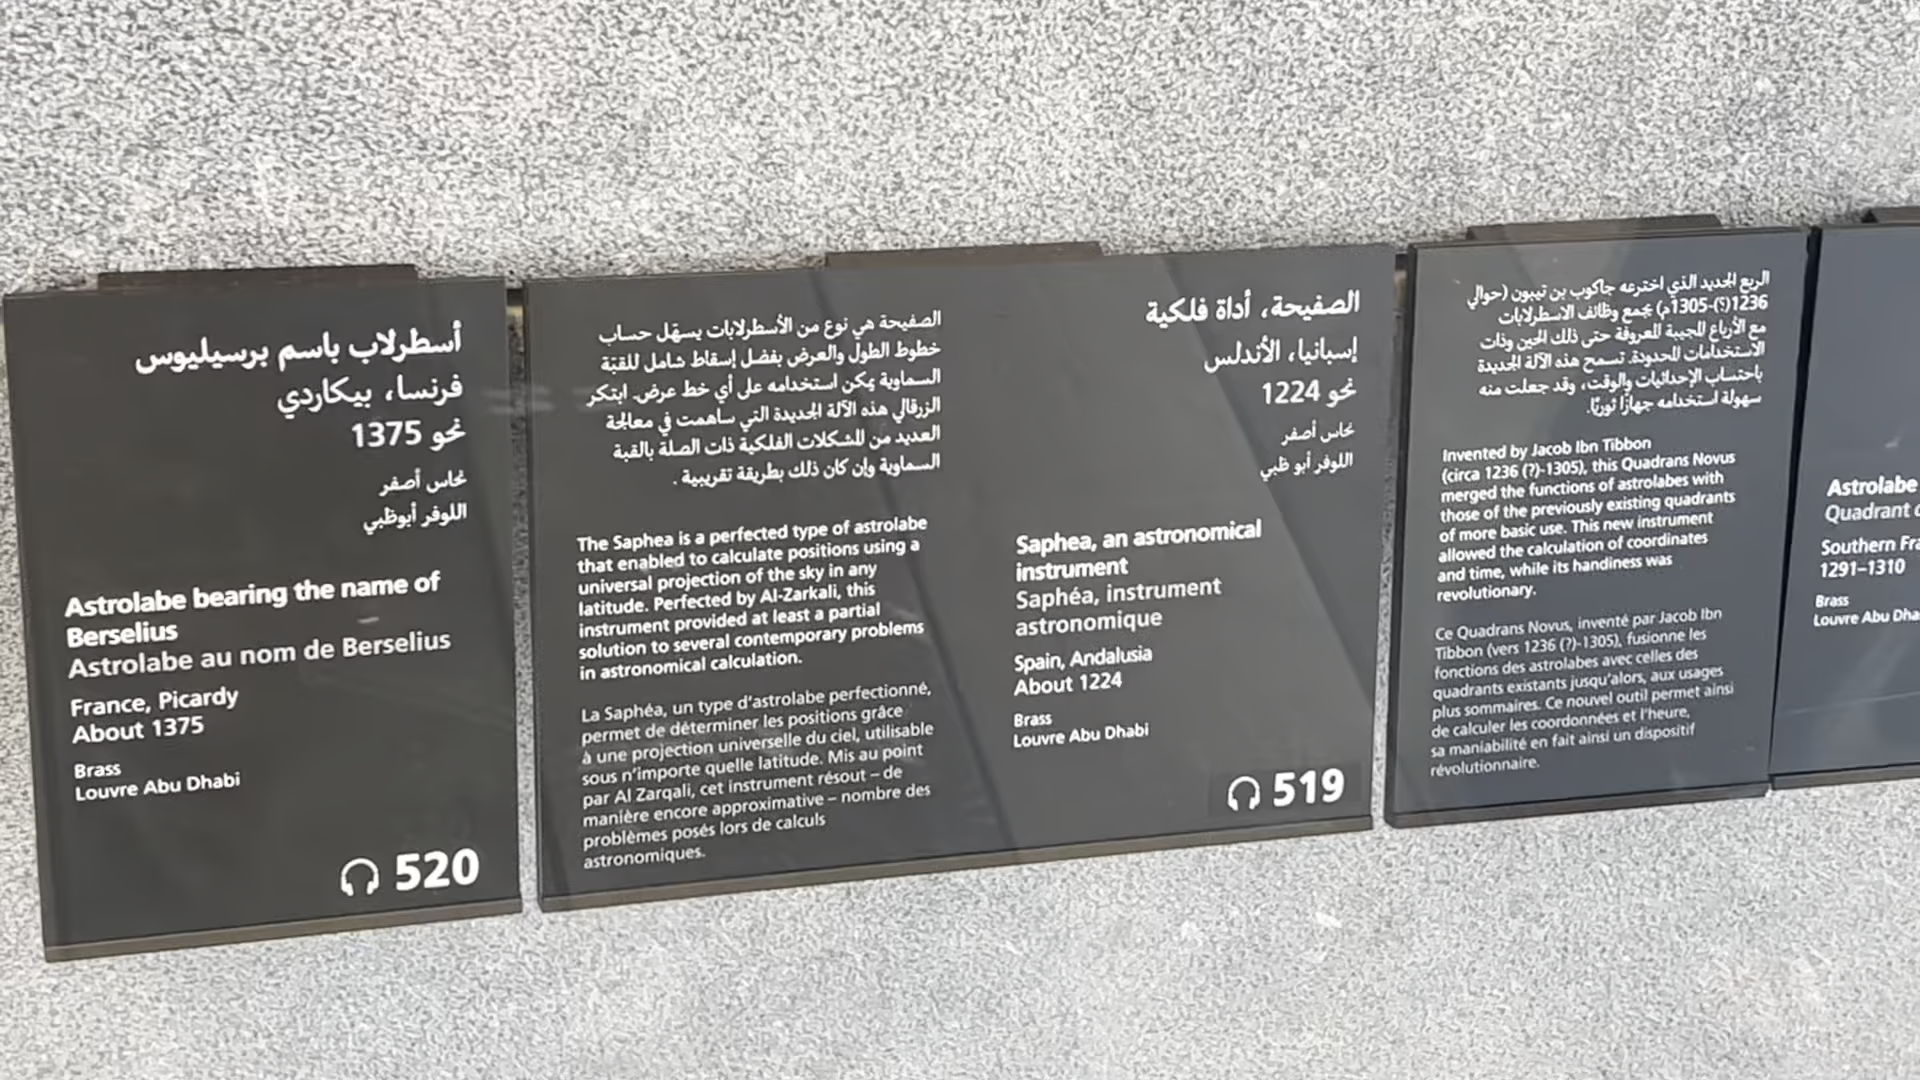 أسطرلاب باسم برسيليوس
فرنسا، بيكاردي
نحو 1375
نحاس أصفر
اللوفر أبوظبي
Astrolabe bearing the name of
Berselius
Astrolabe au nom de Berselius
France, Picardy
About 1375
Brass
Louvre Abu Dhabi
520
الصفيحة هي نوع من الأسطرلابات يسهّل حساب
خطوط الطول والعرض بفضل إسقاط شامل للقبّة
السماوية يمكن استخدامه على أي خط عرض. ابتكر
الزرقالي هذه الآلة الجديدة التي ساهمت في معالجة
العديد من المشكلات الفلكية ذات الصلة بالقبة
السماوية وإن كان ذلك بطريقة تقريبية .
The Saphea is a perfected type of astrolabe
that enabled to calculate positions using a
universal projection of the sky in any
latitude. Perfected by Al-Zarkali, this
instrument provided at least a partial
solution to several contemporary problems
in astronomical calculation.
La Saphéa, un type d'astrolabe perfectionné,
permet de déterminer les positions grâce
à une projection universelle du ciel, utilisable
sous n'importe quelle latitude. Mis au point
par Al Zarqali, cet instrument résout – de
manière encore approximative – nombre des
problèmes posés lors de calculs
astronomiques.
الصفيحة، أداة فلكية
إسبانيا، الأندلس
نحو 1224
نحاس أصفر
اللوفر أبو ظبي
Saphea, an astronomical
instrument
Saphéa, instrument
astronomique
Spain, Andalusia
About 1224
Brass
Louvre Abu Dhabi
519
الربع الجديد الذي اخترعه جاكوب بن تيبون (حوالي
1236(؟)-1305م) يجمع وظائف الاسطرلابات
مع الأرباع المجيبة المعروفة حتى ذلك الحين وذات
الاستخدامات المحدودة. تسمح هذه الآلة الجديدة
باحتساب الإحداثيات والوقت، وقد جعلت منه
سهولة استخدامه جهازًا ثوريًا.
Invented by Jacob Ibn Tibbon
(circa 1236 (?)-1305), this Quadrans Novus
merged the functions of astrolabes with
those of the previously existing quadrants
of more basic use. This new instrument
allowed the calculation of coordinates
and time, while its handiness was
revolutionary.
Ce Quadrans Novus, inventé par Jacob Ibn
Tibbon (vers 1236 (?)-1305), fusionne les
fonctions des astrolabes avec celles des
quadrants existants jusqu'alors, aux usages
plus sommaires. Ce nouvel outil permet ainsi
de calculer les coordonnées et l'heure,
sa maniabilité en fait ainsi un dispositif
révolutionnaire.
Astrolabe
Quadrant
Southern
1291–1310
Brass
Louvre Abu